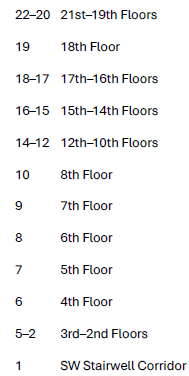 22–20 21st–19th Floors
19 18th Floor
18–17 17th–16th Floors
16–15 15th–14th Floors
14–12 12th–10th Floors
10 8th Floor
9 7th Floor
8 6th Floor
7 5th Floor
6 4th Floor
5–2 3rd–2nd Floors
1 SW Stairwell Corridor